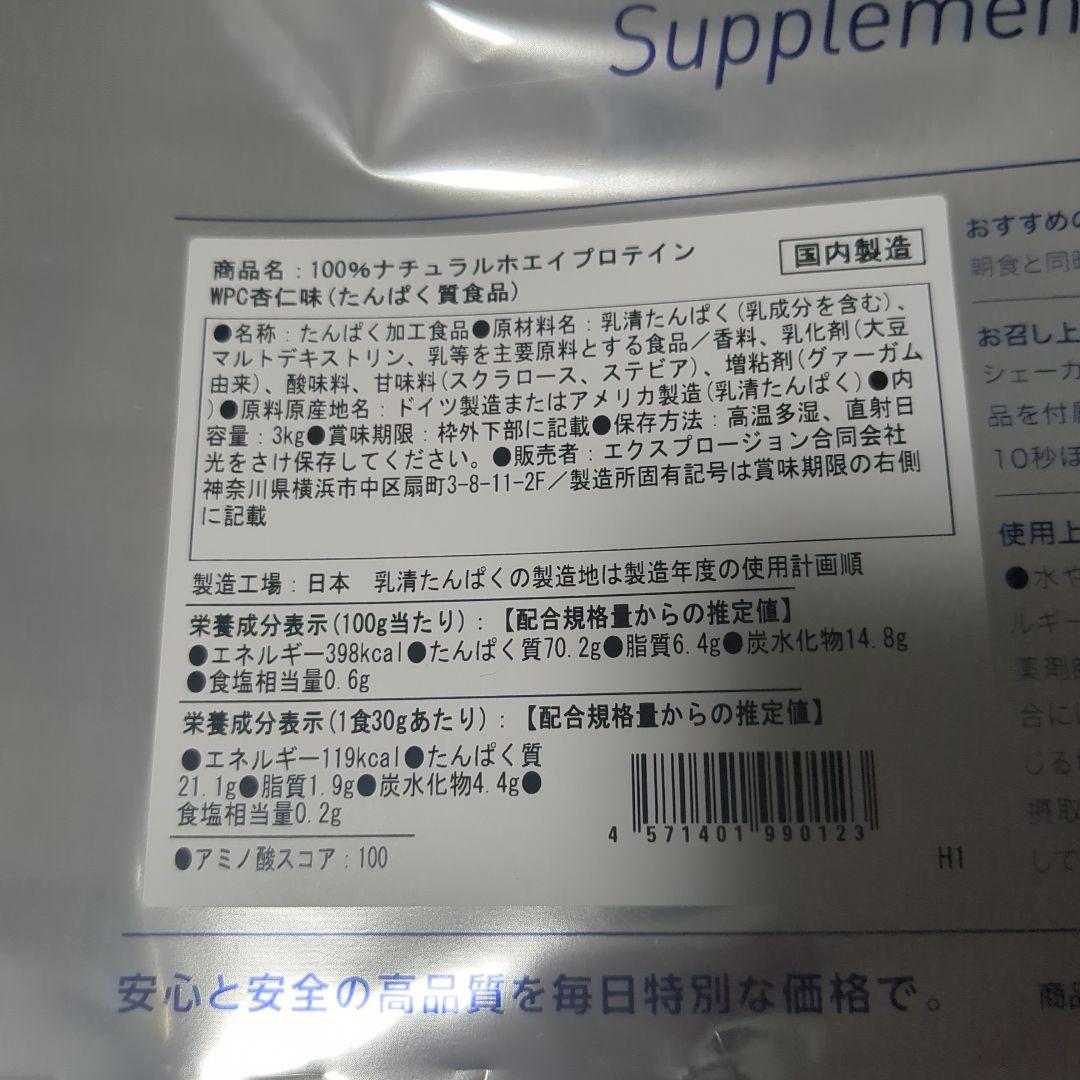 Supplemen
商品名：100%ナチュラルホエイプロテイン
WPC杏仁味(たんぱく質食品)
国内製造
●名称：たんぱく加工食品●原材料名：乳清たんぱく(乳成分を含む)、
マルトデキストリン、乳等を主要原料とする食品／香料、乳化剤(大豆
由来)、酸味料、甘味料(スクラロース、ステビア)、増粘剤(グァーガム
)●原料原産地名：ドイツ製造またはアメリカ製造(乳清たんぱく)●内
容量：3kg●賞味期限：枠外下部に記載●保存方法：高温多湿、直射日
光をさけ保存してください。●販売者：エクスプロージョン合同会社
神奈川県横浜市中区扇町3-8-11-2F／製造所固有記号は賞味期限の右側
に記載
製造工場：日本　乳清たんぱくの製造地は製造年度の使用計画順
栄養成分表示(100g当たり)：【配合規格量からの推定値】
●エネルギー398kcal●たんぱく質70.2g●脂質6.4g●炭水化物14.8g
●食塩相当量0.6g
栄養成分表示(1食30gあたり)：【配合規格量からの推定値】
●エネルギー119kcal●たんぱく質
21.1g●脂質1.9g●炭水化物4.4g●
食塩相当量0.2g
●アミノ酸スコア：100
4 571401 990123
H1
おすすめの
朝食と同時
お召し上
シェーカ
品を付属
10秒ほ
使用上
●水や
ルギー
薬剤師
合には
じる
摂取
して
安心と安全の高品質を毎日特別な価格で。
商品